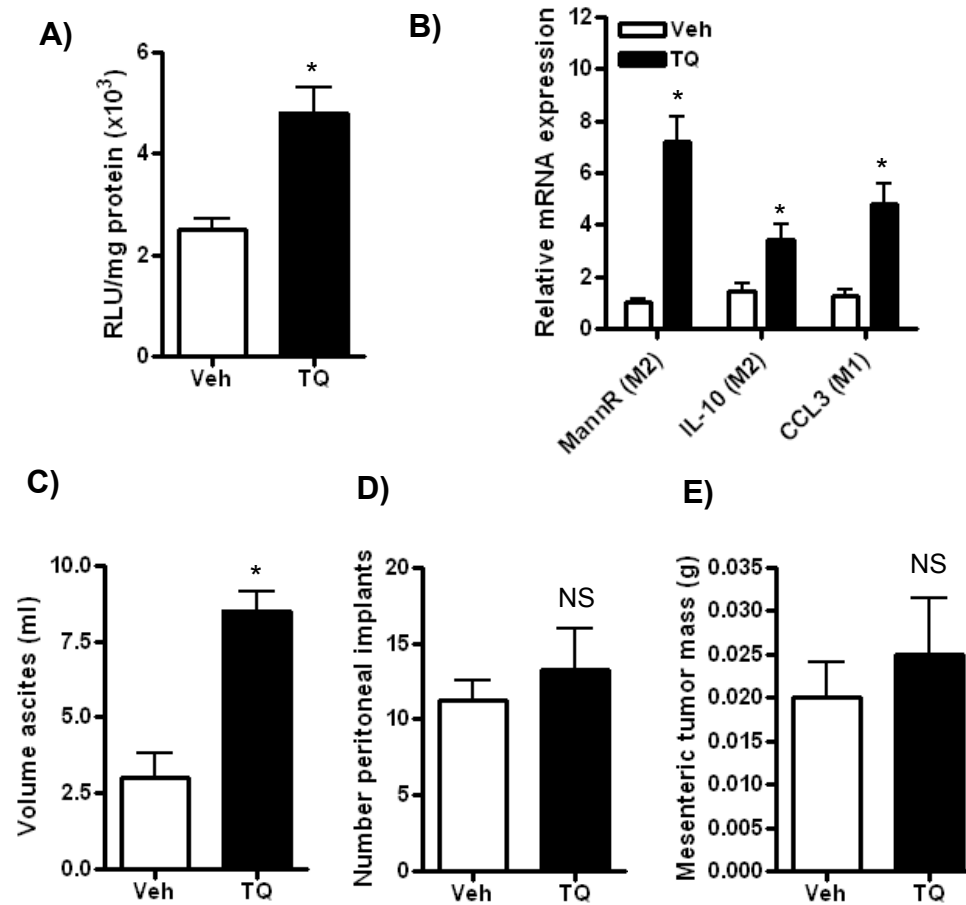 A)
RLU/mg protein (x10³)
6
4
2
0
Veh
TQ
*
B)
Relative mRNA expression
12
10
8
6
4
2
0
Veh
TQ
*
*
*
MannR (M2)
IL-10 (M2)
CCL3 (M1)
C)
Volume ascites (ml)
10.0
7.5
5.0
2.5
0.0
*
Veh
TQ
D)
Number peritoneal implants
20
15
10
5
0
NS
Veh
TQ
E)
Mesenteric tumor mass (g)
0.035
0.030
0.025
0.020
0.015
0.010
0.005
0.000
NS
Veh
TQ